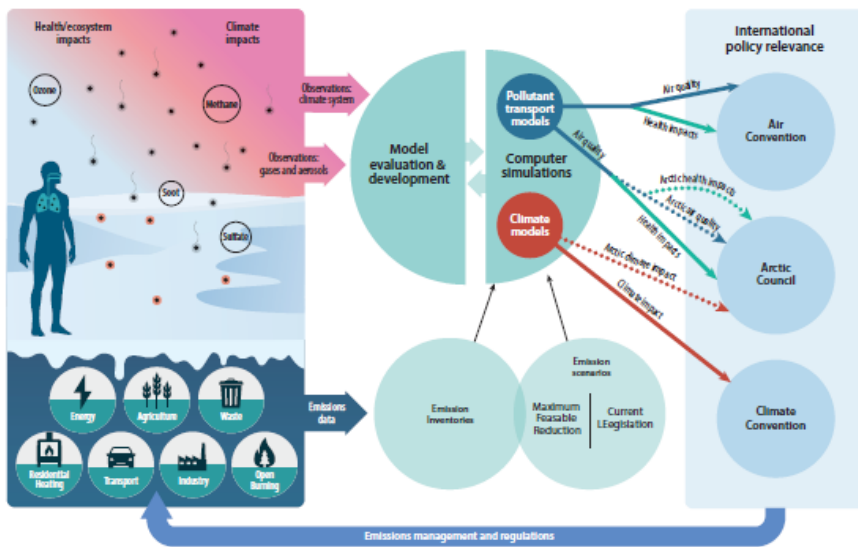 Health/ecosystem
impacts
Climate
impacts
Ozone
Methane
Soot
Sulfate
Observations:
climate system
Observations:
gases and aerosols
Model
evaluation &
development
Pollutant
transport
models
Computer
simulations
Climate
models
Air quality
Health impacts
Air quality
Arctic health impacts
Arctic air quality
Health impacts
Arctic climate impact
Climate impact
International
policy relevance
Air
Convention
Arctic
Council
Climate
Convention
Energy
Agriculture
Waste
Residential
Heating
Transport
Industry
Open
Burning
Emissions
data
Emission
Inventories
Emission
scenarios
Maximum
Feasable
Reduction
Current
LEegislation
Emissions management and regulations